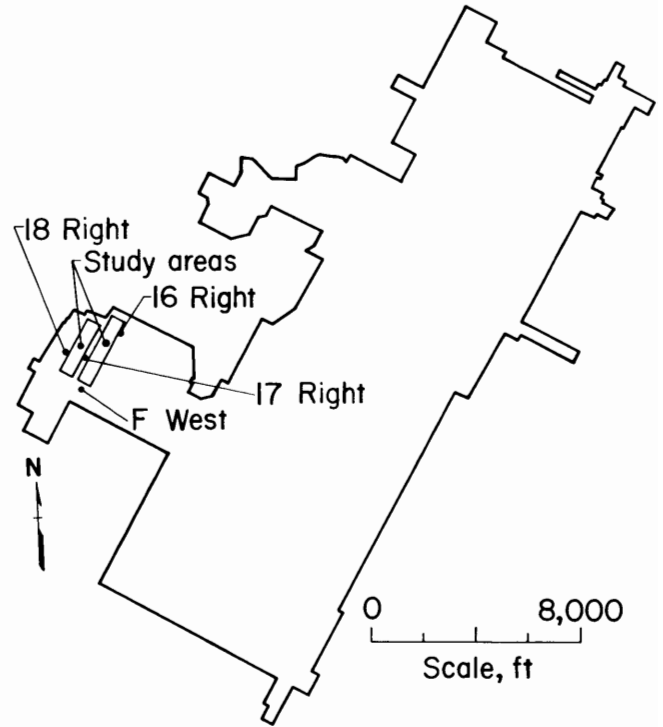 18 Right
Study areas
16 Right
17 Right
F West
N
0 8,000
Scale, ft